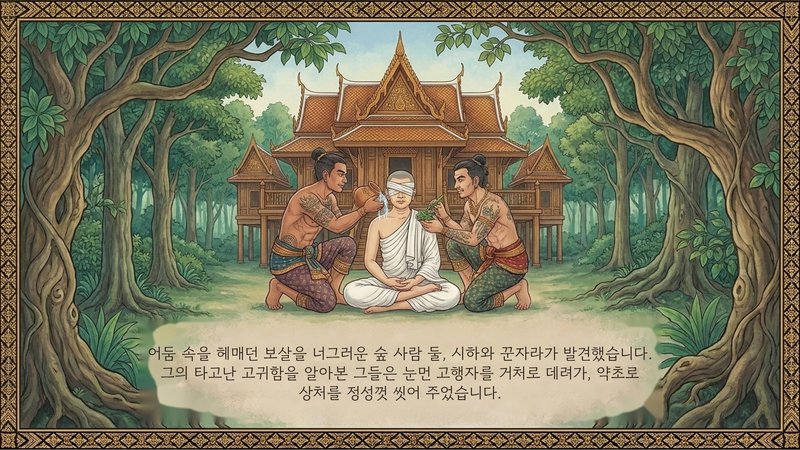 어둠 속을 헤매던 보살을 너그러운 숲 사람 둘, 시하와 꾼자라가 발견했습니다.
그의 타고난 고귀함을 알아본 그들은 눈먼 고행자를 거처로 데려가, 약초로
상처를 정성껏 씻어 주었습니다.